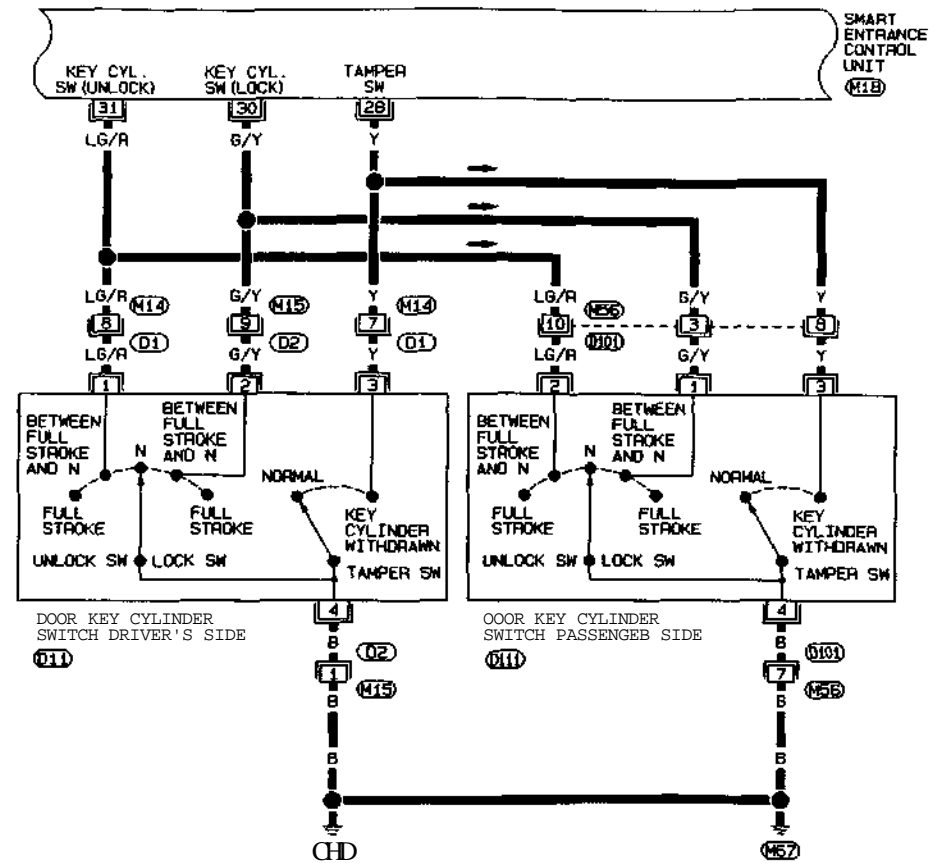 SMART
ENTRANCE
CONTROL
UNIT
M18
KEY CYL.
SW (UNLOCK)
KEY CYL.
SW (LOCK)
TAMPER
SW
31
30
28
LG/R
G/Y
Y
LG/R
M14
G/Y
M15
Y
M14
LG/R
M56
G/Y
Y
8
9
7
10
3
8
D1
D2
D1
D101
LG/R
G/Y
Y
LG/R
G/Y
Y
1
2
3
2
1
3
BETWEEN
FULL
STROKE
AND N
BETWEEN
FULL
STROKE
AND N
N
NORMAL
FULL
STROKE
FULL
STROKE
KEY
CYLINDER
WITHDRAWN
UNLOCK SW
LOCK SW
TAMPER SW
BETWEEN
FULL
STROKE
AND N
BETWEEN
FULL
STROKE
AND N
N
NORMAL
FULL
STROKE
FULL
STROKE
KEY
CYLINDER
WITHDRAWN
UNLOCK SW
LOCK SW
TAMPER SW
4
4
DOOR KEY CYLINDER
SWITCH DRIVER'S SIDE
D11
OOOR KEY CYLINDER
SWITCH PASSENGEB SIDE
D111
B
D2
1
M15
B
B
B
D101
7
M56
B
B
CHD
M67